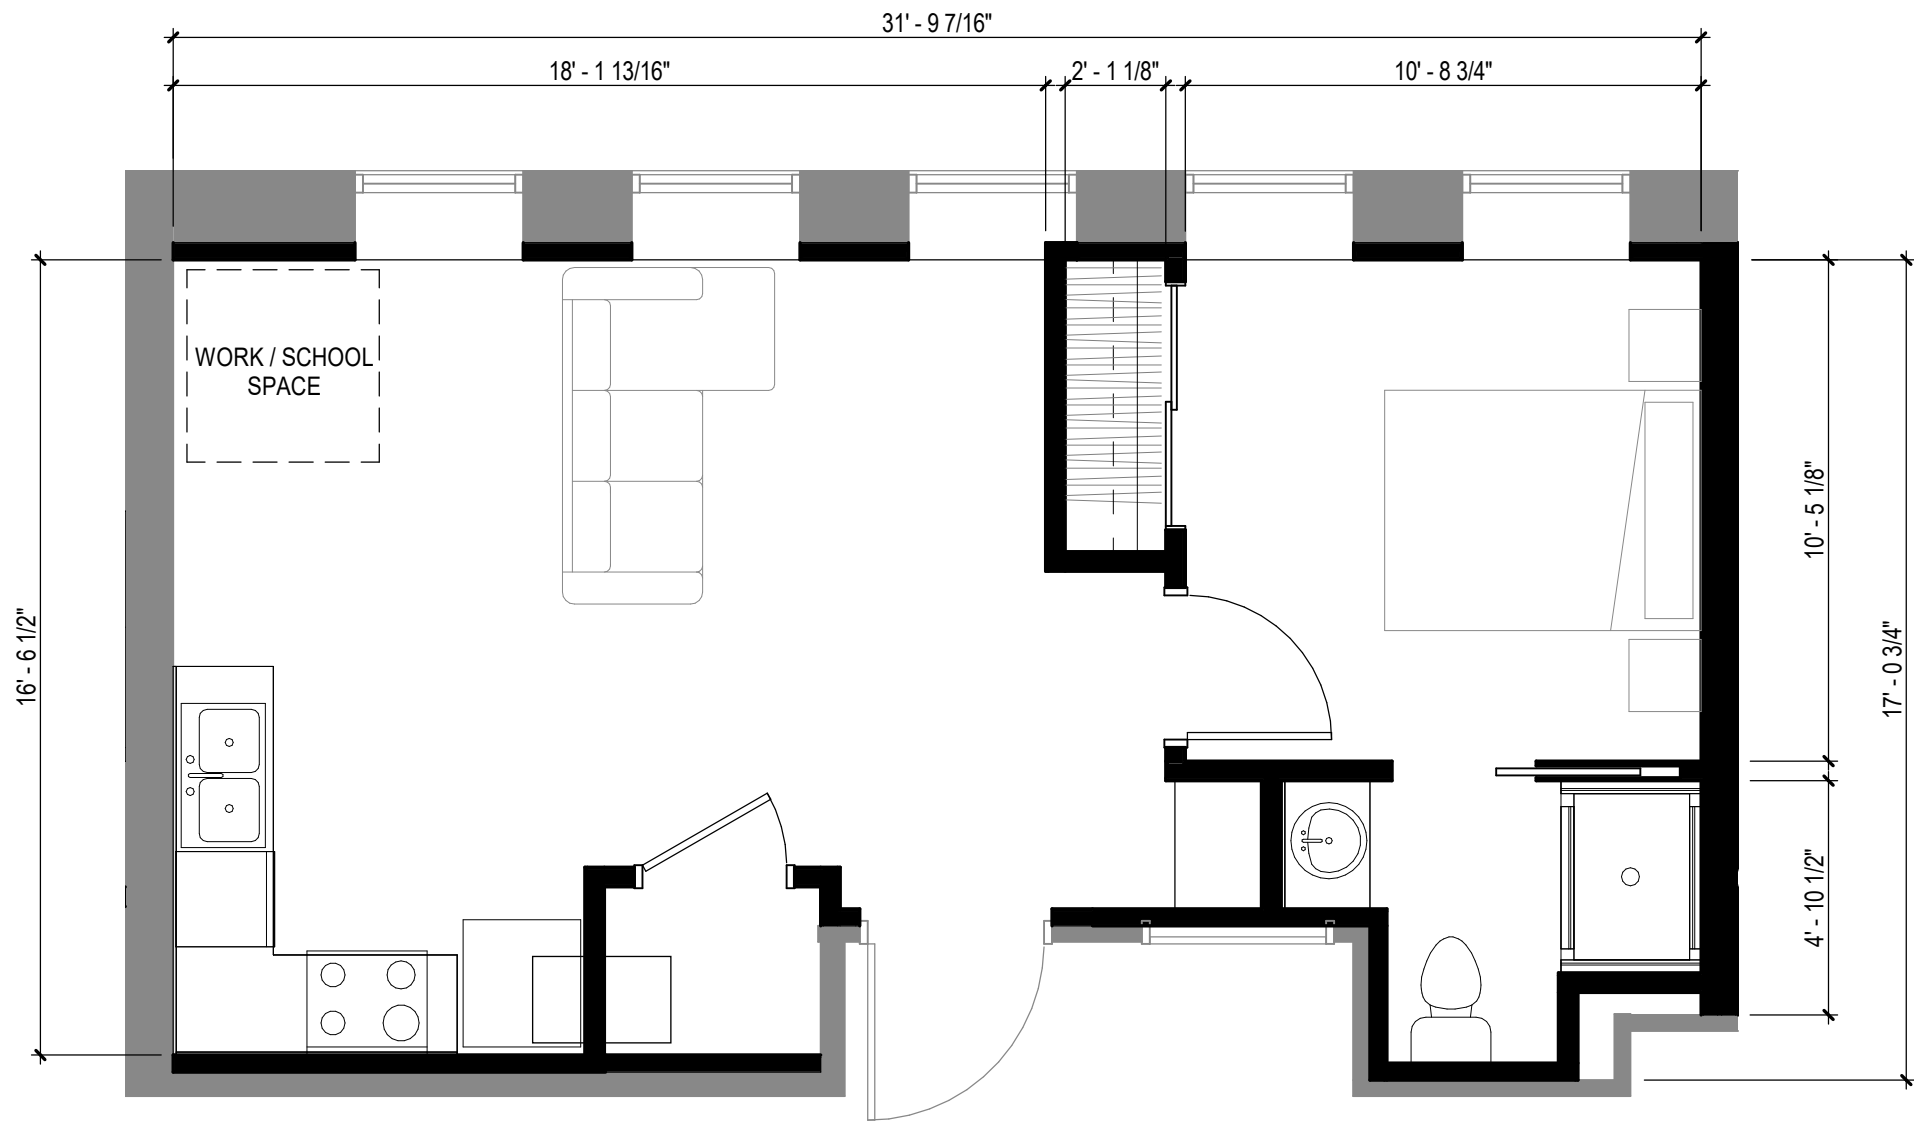 31' - 9 7/16"
18' - 1 13/16"
2' - 1 1/8"
10' - 8 3/4"
WORK / SCHOOL
SPACE
16' - 6 1/2"
10' - 5 1/8"
17' - 0 3/4"
4' - 10 1/2"